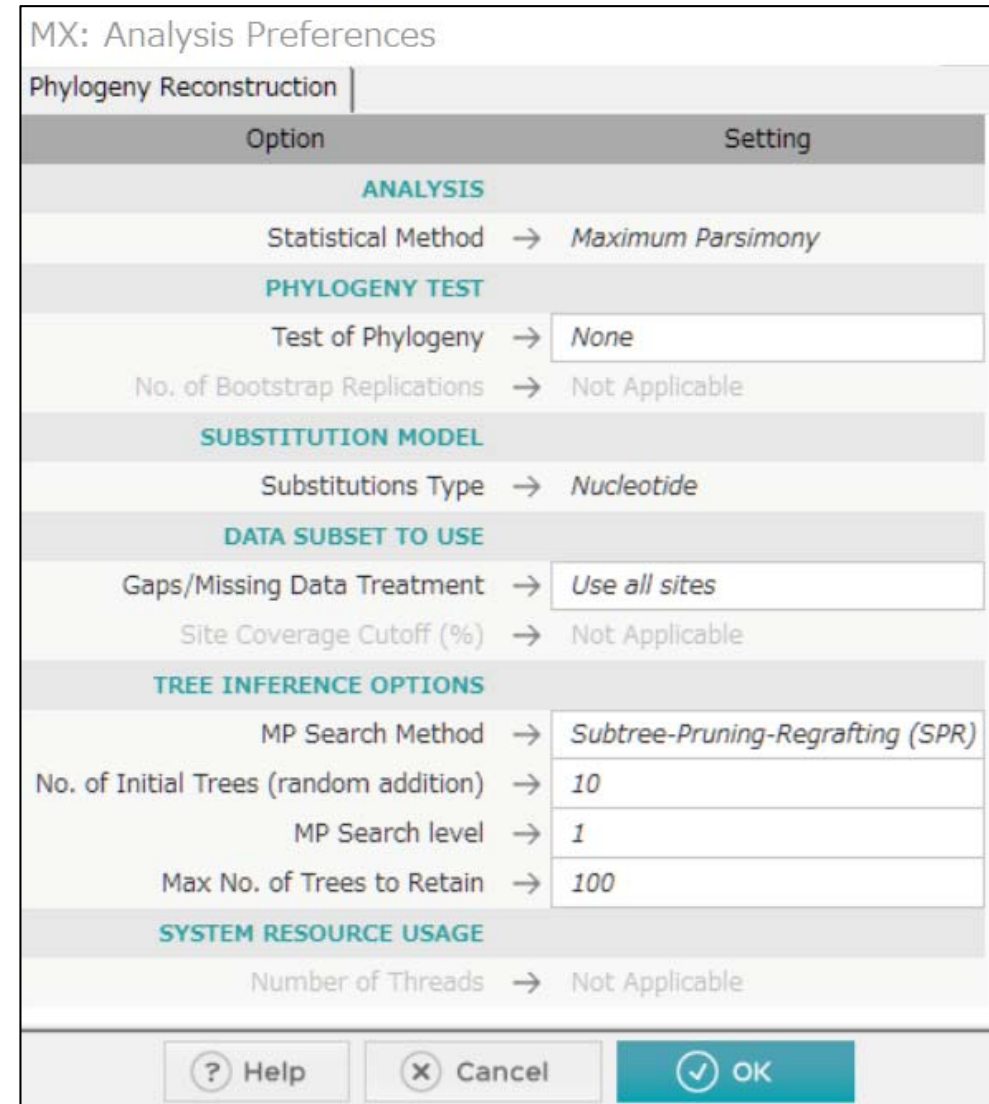 MX: Analysis Preferences
Phylogeny Reconstruction
Option Setting
ANALYSIS
Statistical Method → Maximum Parsimony
PHYLOGENY TEST
Test of Phylogeny → None
No. of Bootstrap Replications → Not Applicable
SUBSTITUTION MODEL
Substitutions Type → Nucleotide
DATA SUBSET TO USE
Gaps/Missing Data Treatment → Use all sites
Site Coverage Cutoff (%) → Not Applicable
TREE INFERENCE OPTIONS
MP Search Method → Subtree-Pruning-Regrafting (SPR)
No. of Initial Trees (random addition) → 10
MP Search level → 1
Max No. of Trees to Retain → 100
SYSTEM RESOURCE USAGE
Number of Threads → Not Applicable
? Help X Cancel ✓ OK